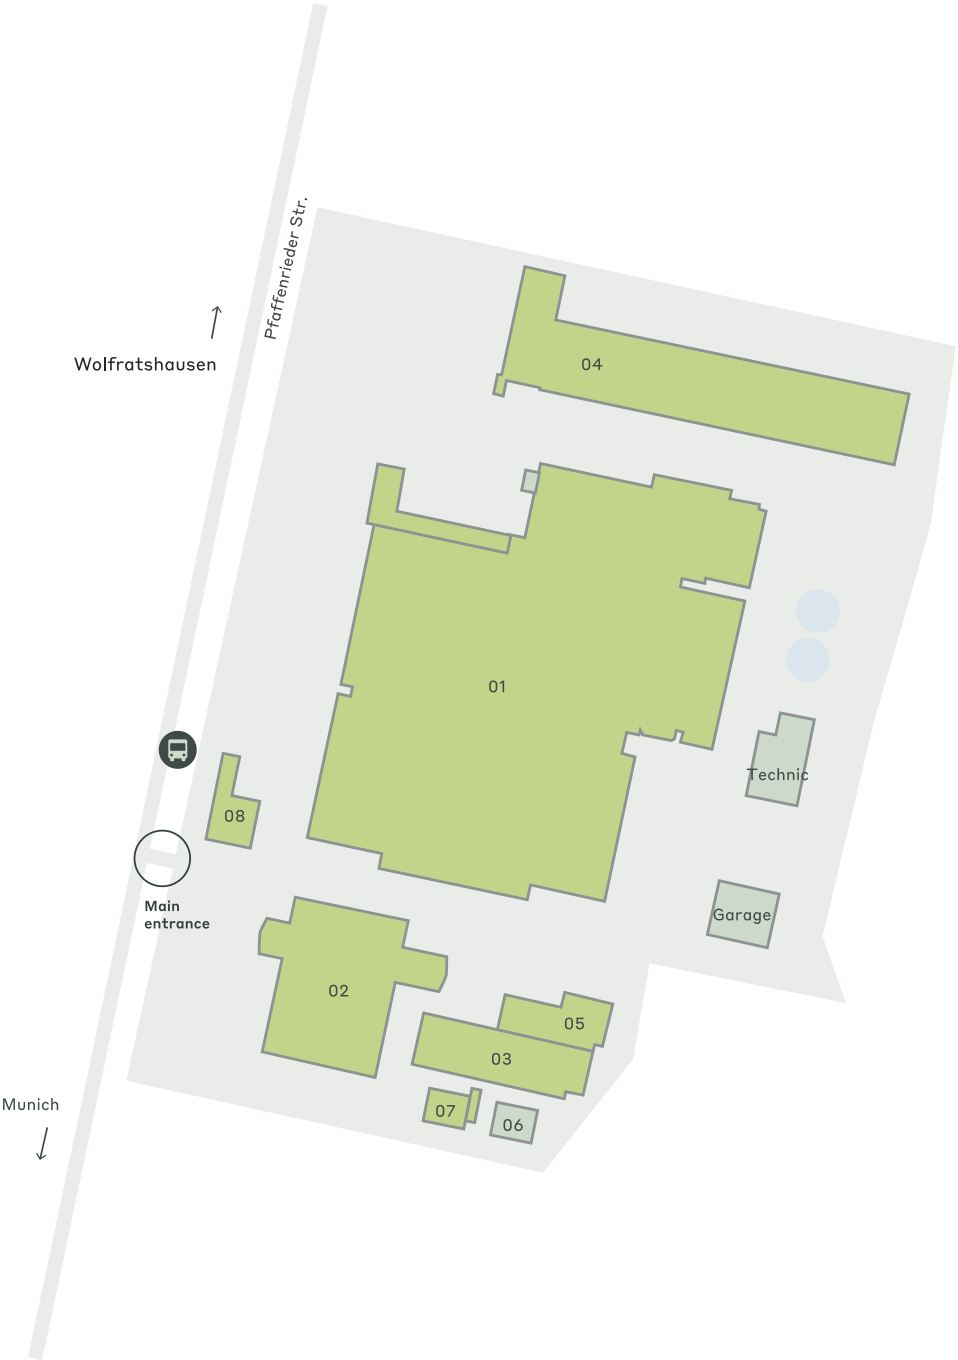 Pfaffenrieder Str.
Wolfratshausen
04
01
Technic
08
Main
entrance
Garage
02
05
03
Munich
07
06